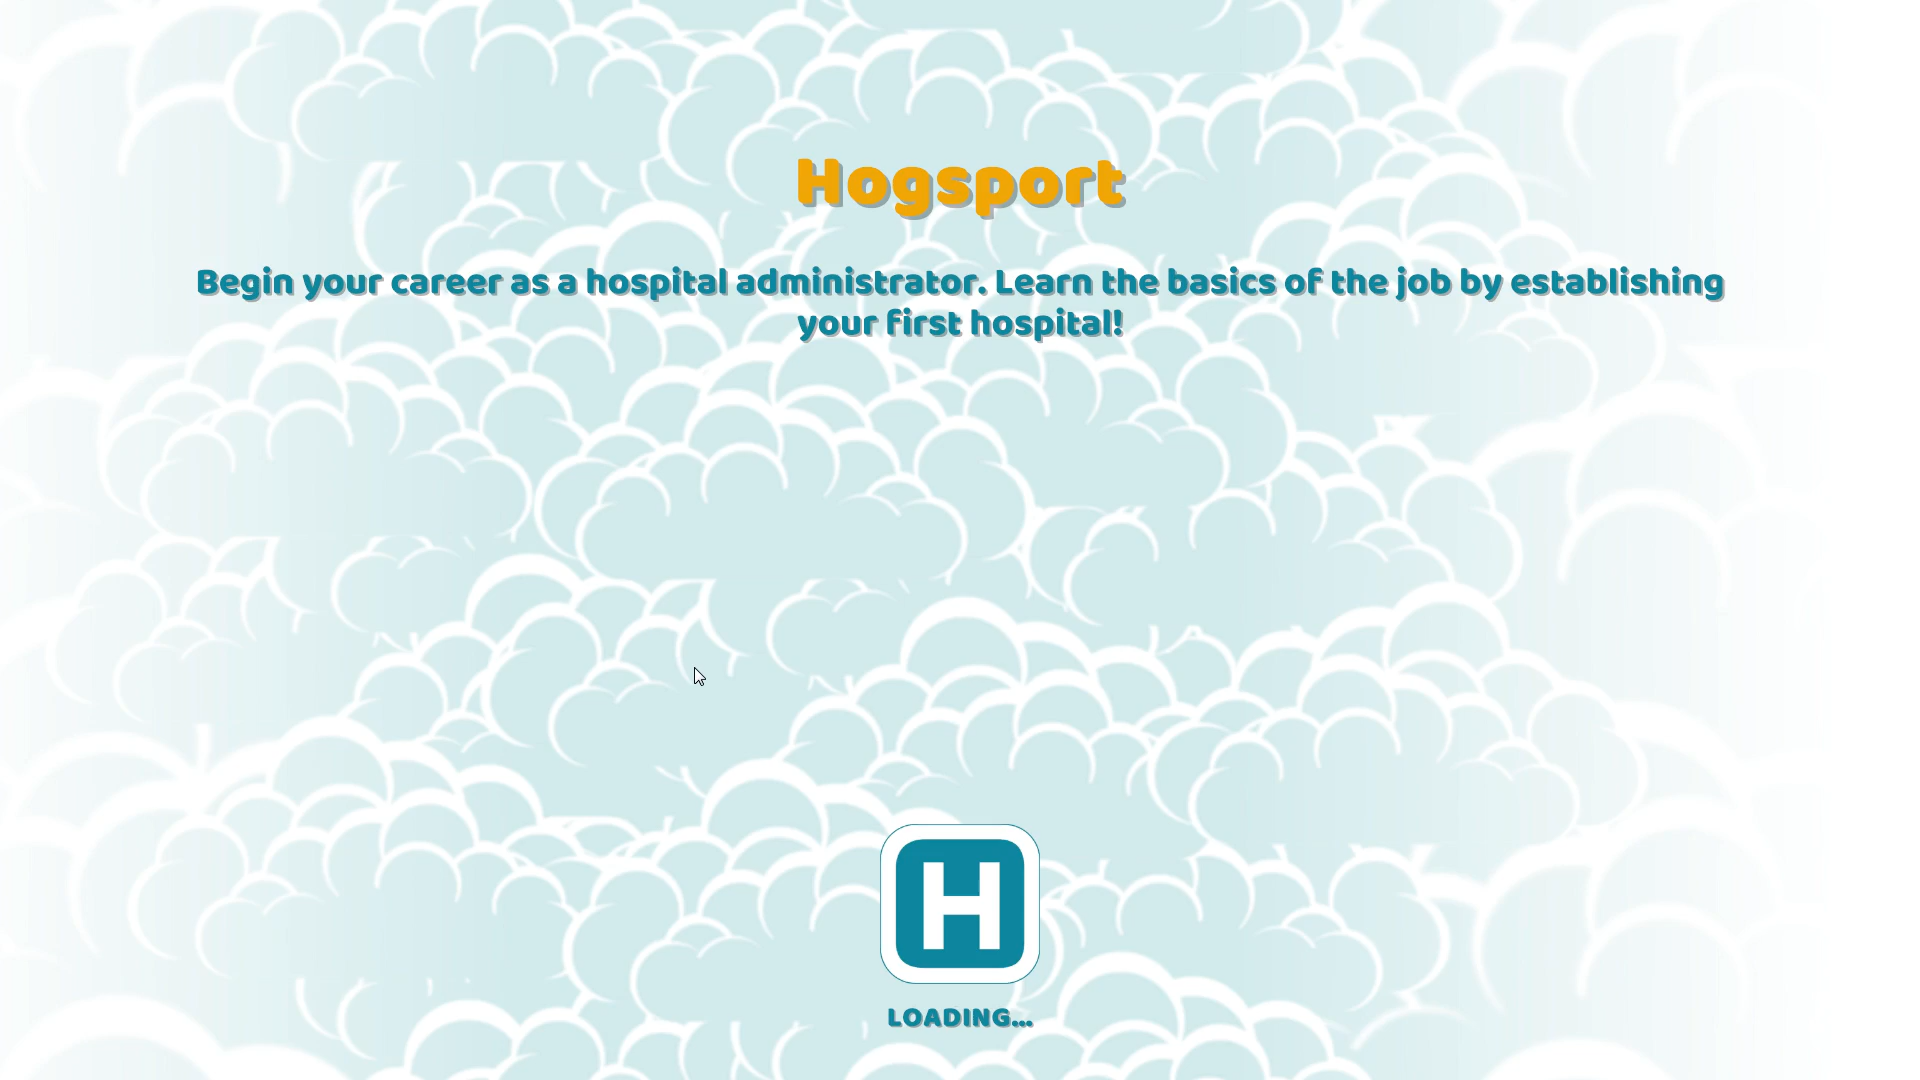 Hogsport
Begin your career as a hospital administrator. Learn the basics of the job by establishing
your first hospital!
H
LOADING...